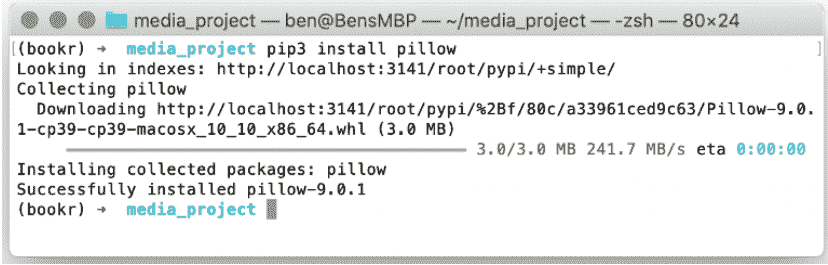 media_project — ben@BensMBP — ~/media_project — -zsh — 80×24
[(bookr) → media_project pip3 install pillow ]
Looking in indexes: http://localhost:3141/root/pypi/+simple/
Collecting pillow
Downloading http://localhost:3141/root/pypi/%2Bf/80c/a33961ced9c63/Pillow-9.0.
1-cp39-cp39-macosx_10_10_x86_64.whl (3.0 MB)
3.0/3.0 MB 241.7 MB/s eta 0:00:00
Installing collected packages: pillow
Successfully installed pillow-9.0.1
(bookr) → media_project